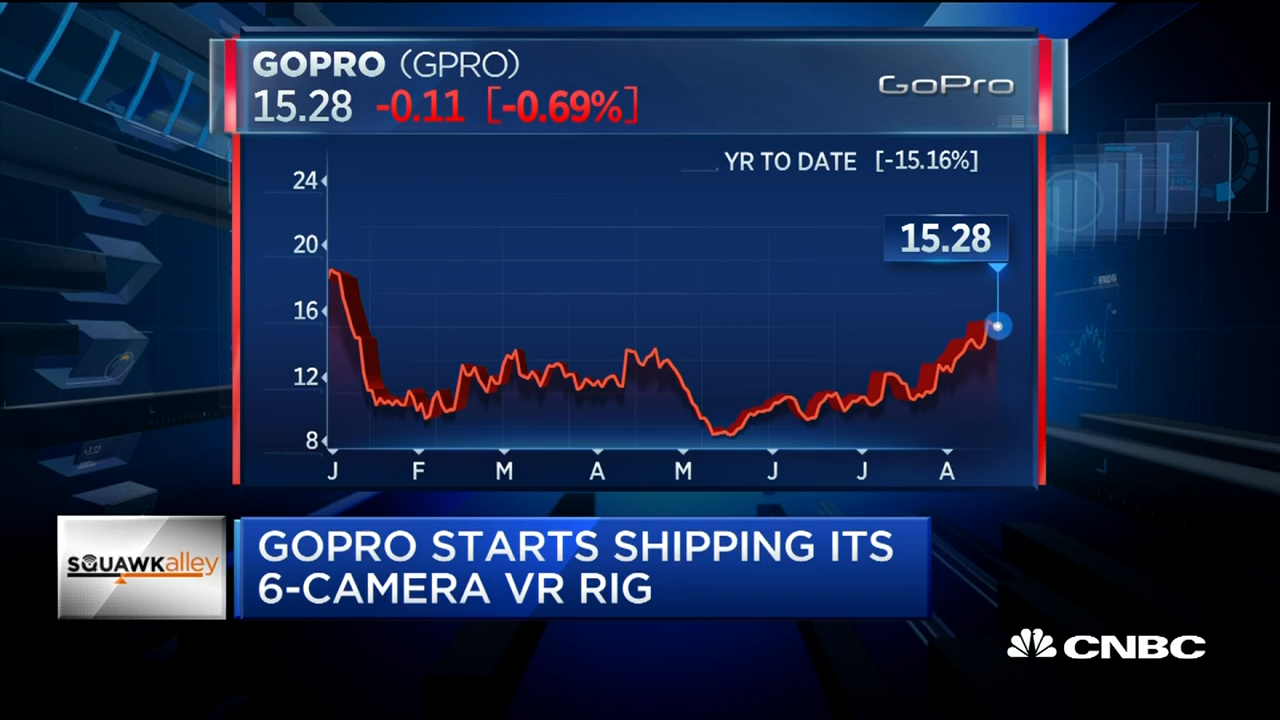 GOPRO (GPRO)
15.28 -0.11 [-0.69%]
GoPro
YR TO DATE [-15.16%]
24
20
16
12
8
15.28
J F M A M J J A
SQUAWKalley
GOPRO STARTS SHIPPING ITS
6-CAMERA VR RIG
CNBC